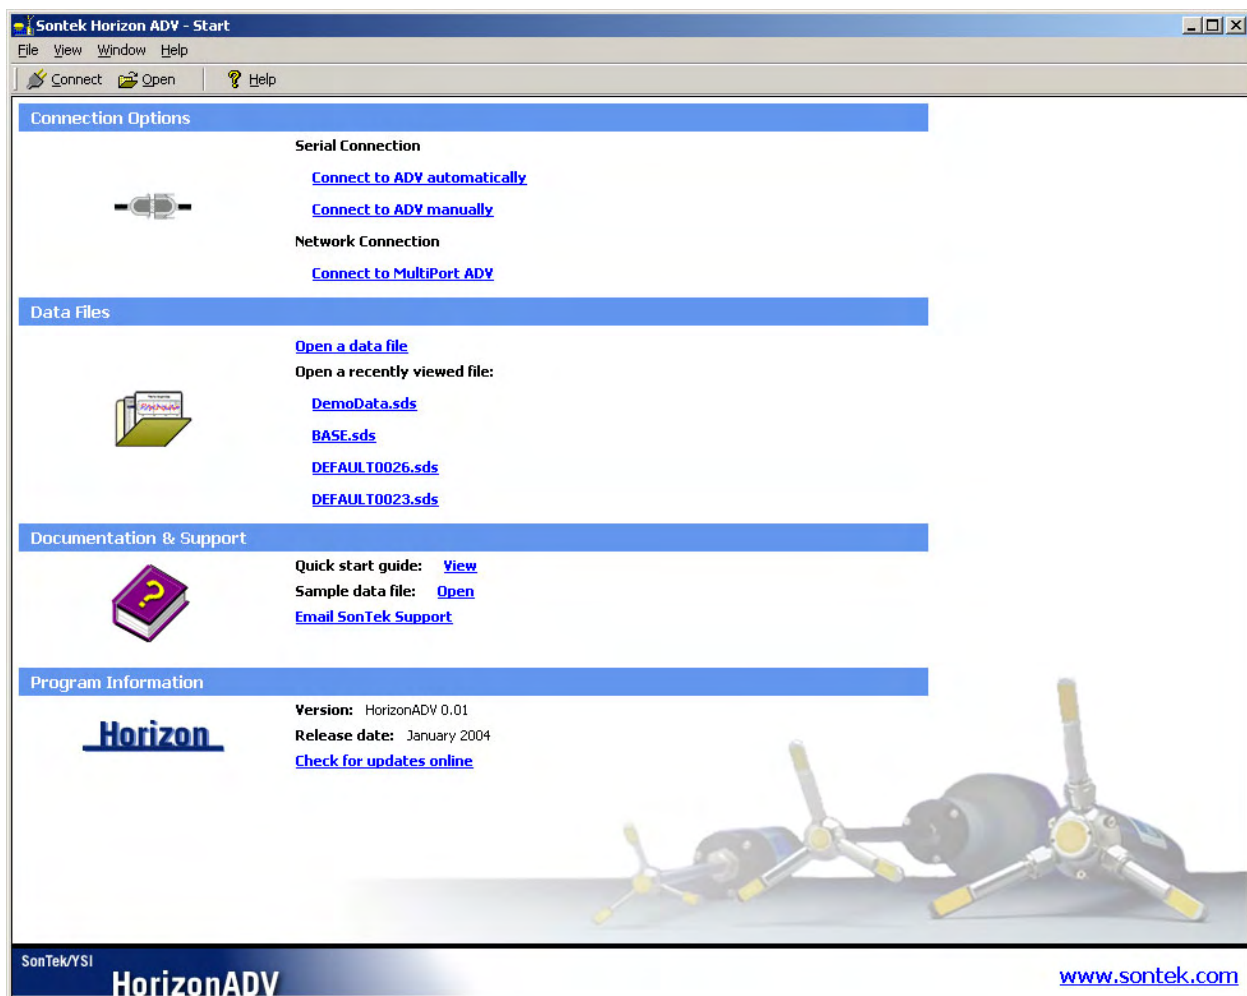 Sontek Horizon ADV - Start
File View Window Help
Connect Open Help
Connection Options
Serial Connection
Connect to ADV automatically
Connect to ADV manually
Network Connection
Connect to MultiPort ADV
Data Files
Open a data file
Open a recently viewed file:
DemoData.sds
BASE.sds
DEFAULT0026.sds
DEFAULT0023.sds
Documentation & Support
Quick start guide: View
Sample data file: Open
Email SonTek Support
Program Information
Horizon
Version: HorizonADV 0.01
Release date: January 2004
Check for updates online
SonTek/YSI
HorizonADV
www.sontek.com